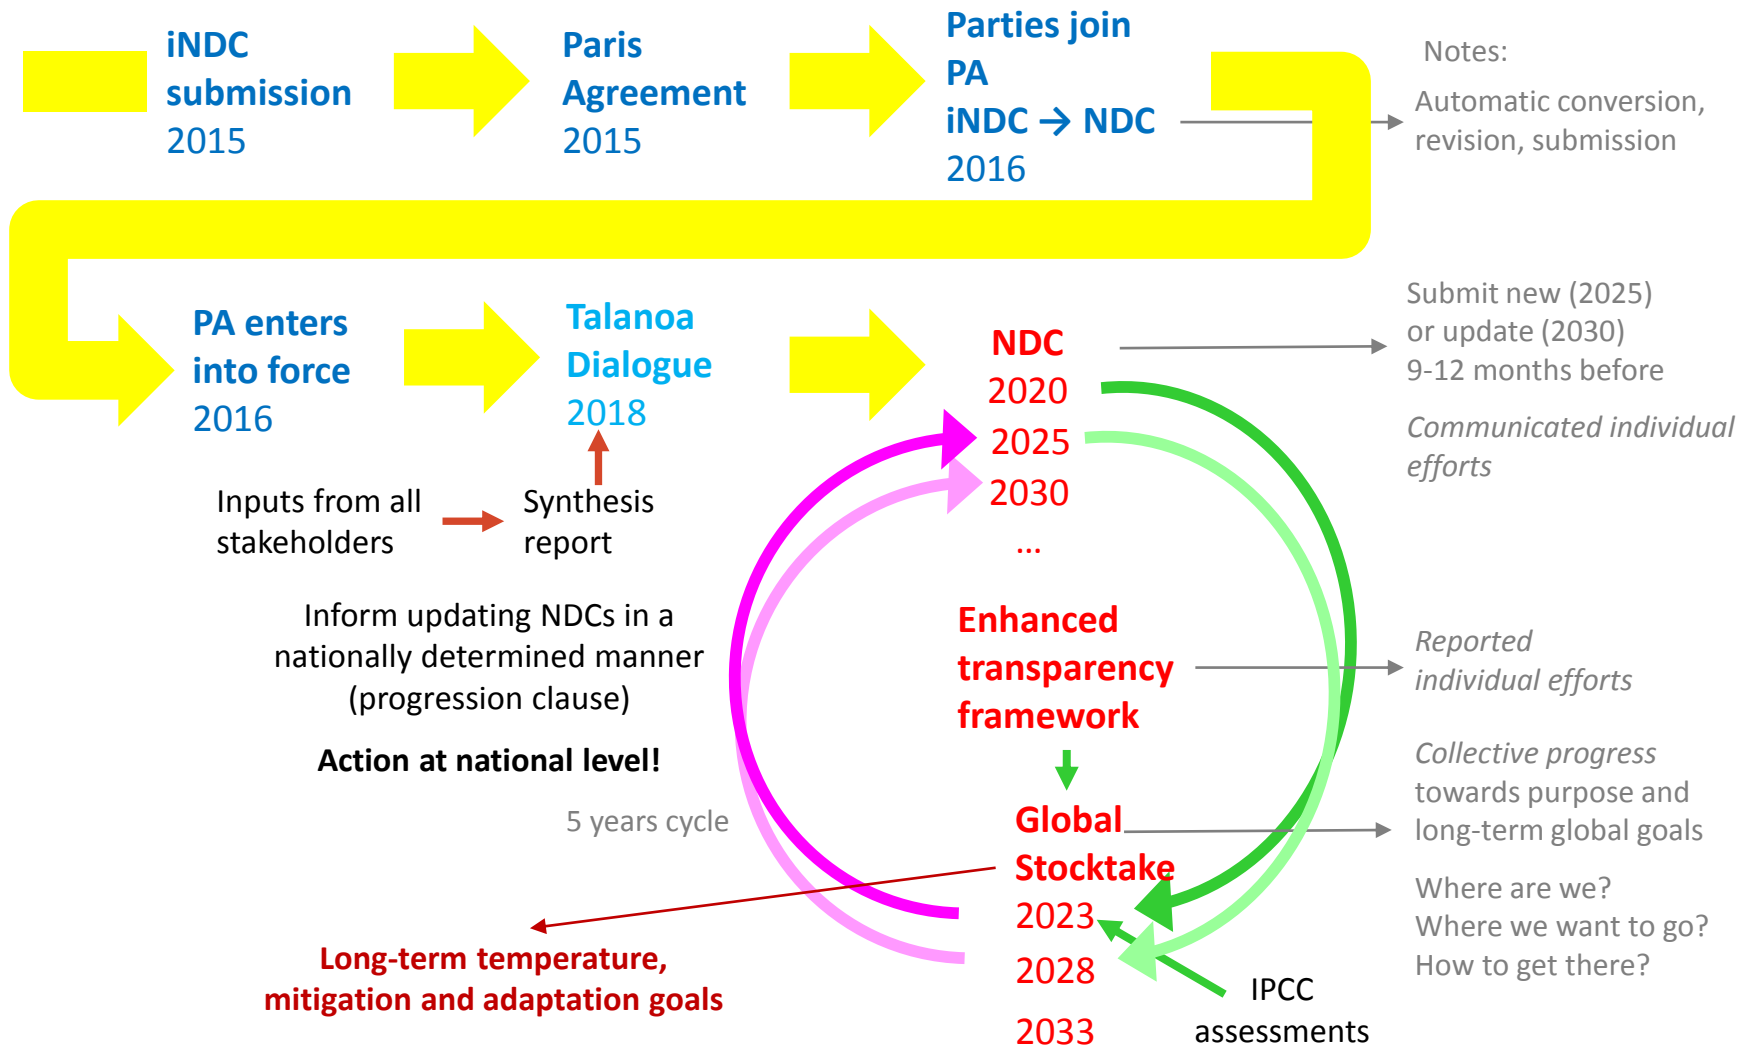 iNDC
submission
2015
Paris
Agreement
2015
Parties join
PA
iNDC → NDC
2016
Notes:
Automatic conversion,
revision, submission
PA enters
into force
2016
Talanoa
Dialogue
2018
Inputs from all
stakeholders
Synthesis
report
Inform updating NDCs in a
nationally determined manner
(progression clause)
Action at national level!
5 years cycle
NDC
2020
2025
2030
...
Submit new (2025)
or update (2030)
9-12 months before
Communicated individual
efforts
Enhanced
transparency
framework
Reported
individual efforts
Global
Stocktake
2023
2028
2033
Collective progress
towards purpose and
long-term global goals
Where are we?
Where we want to go?
How to get there?
Long-term temperature,
mitigation and adaptation goals
IPCC
assessments